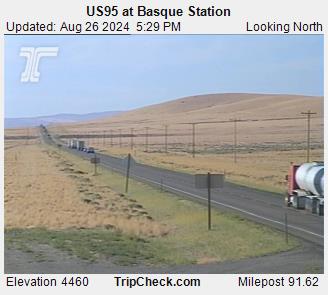 US95 at Basque Station
Updated: Aug 26 2024 5:29 PM Looking North
Elevation 4460 TripCheck.com Milepost 91.62